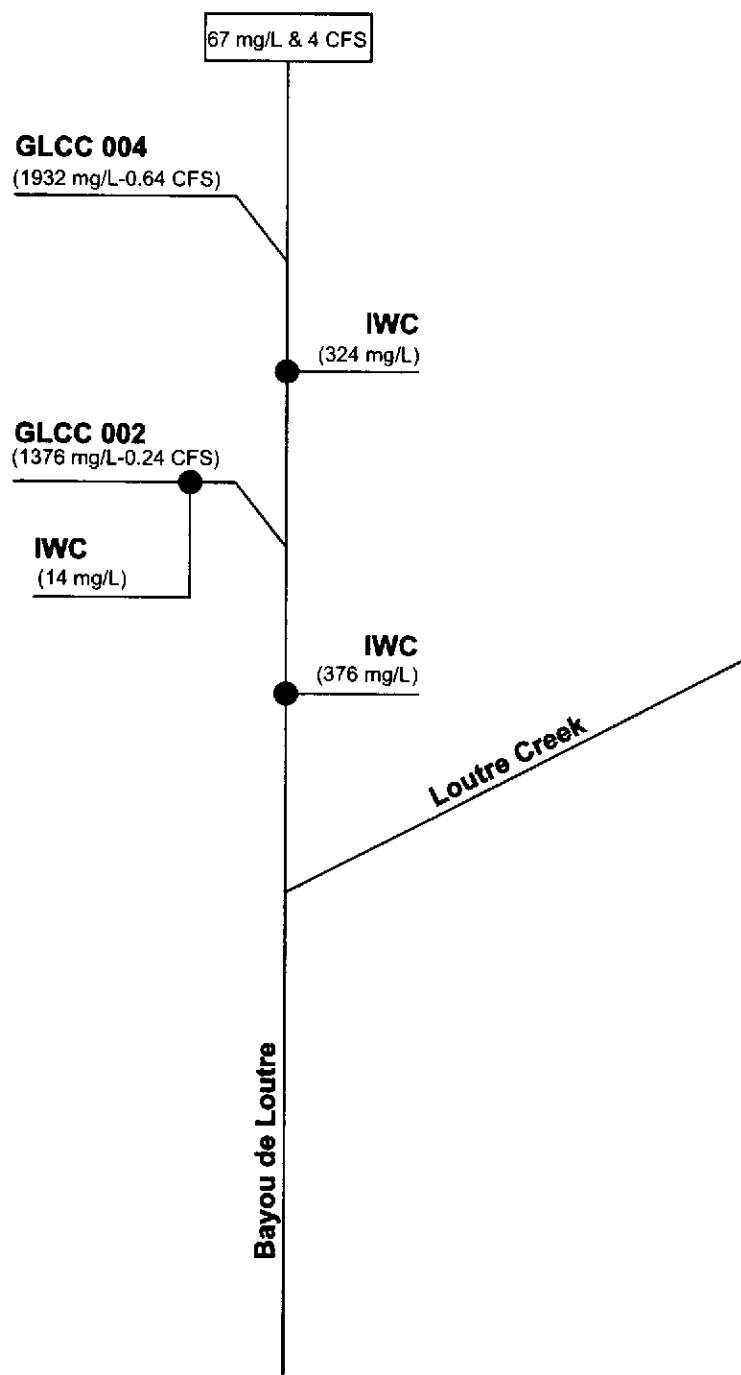 67 mg/L & 4 CFS
GLCC 004
(1932 mg/L-0.64 CFS)
IWC
(324 mg/L)
GLCC 002
(1376 mg/L-0.24 CFS)
IWC
(14 mg/L)
IWC
(376 mg/L)
Loutre Creek
Bayou de Loutre